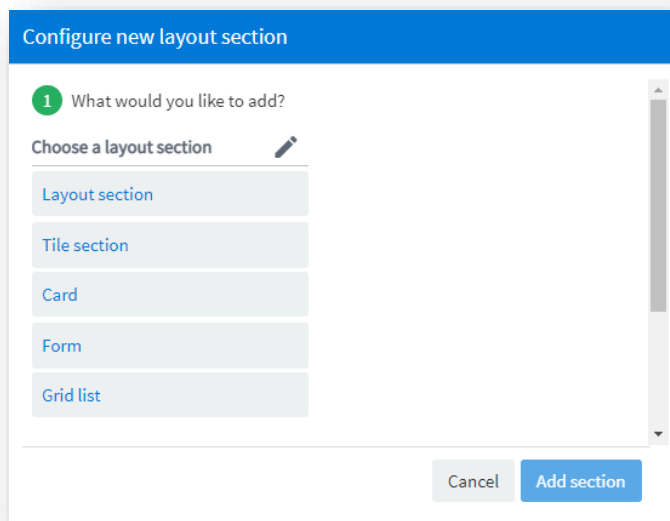 Configure new layout section
1 What would you like to add?
Choose a layout section
Layout section
Tile section
Card
Form
Grid list
Cancel Add section